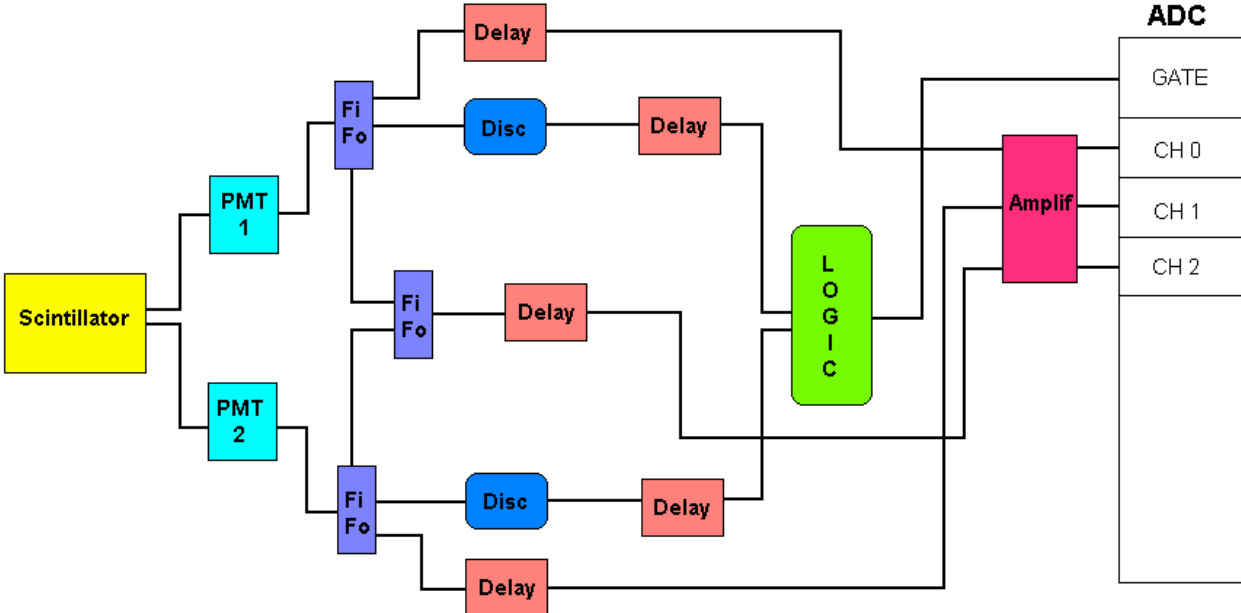 ADC
Delay
GATE
Fi
Fo
Disc
Delay
CH 0
PMT
1
Amplif
CH 1
L
O
G
I
C
CH 2
Scintillator
Fi
Fo
Delay
PMT
2
Fi
Fo
Disc
Delay
Delay